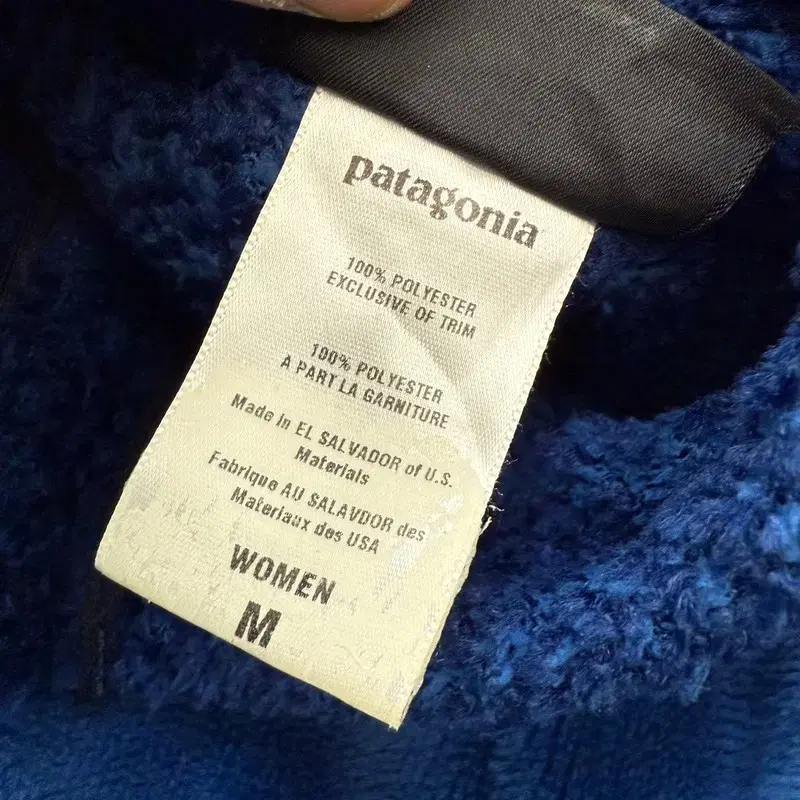 patagonia
100% POLYESTER
EXCLUSIVE OF TRIM
100% POLYESTER
A PART LA GARNITURE
Made in EL SALVADOR of U.S.
Materials
Fabrique AU SALAVDOR des
Materiaux des USA
WOMEN
M